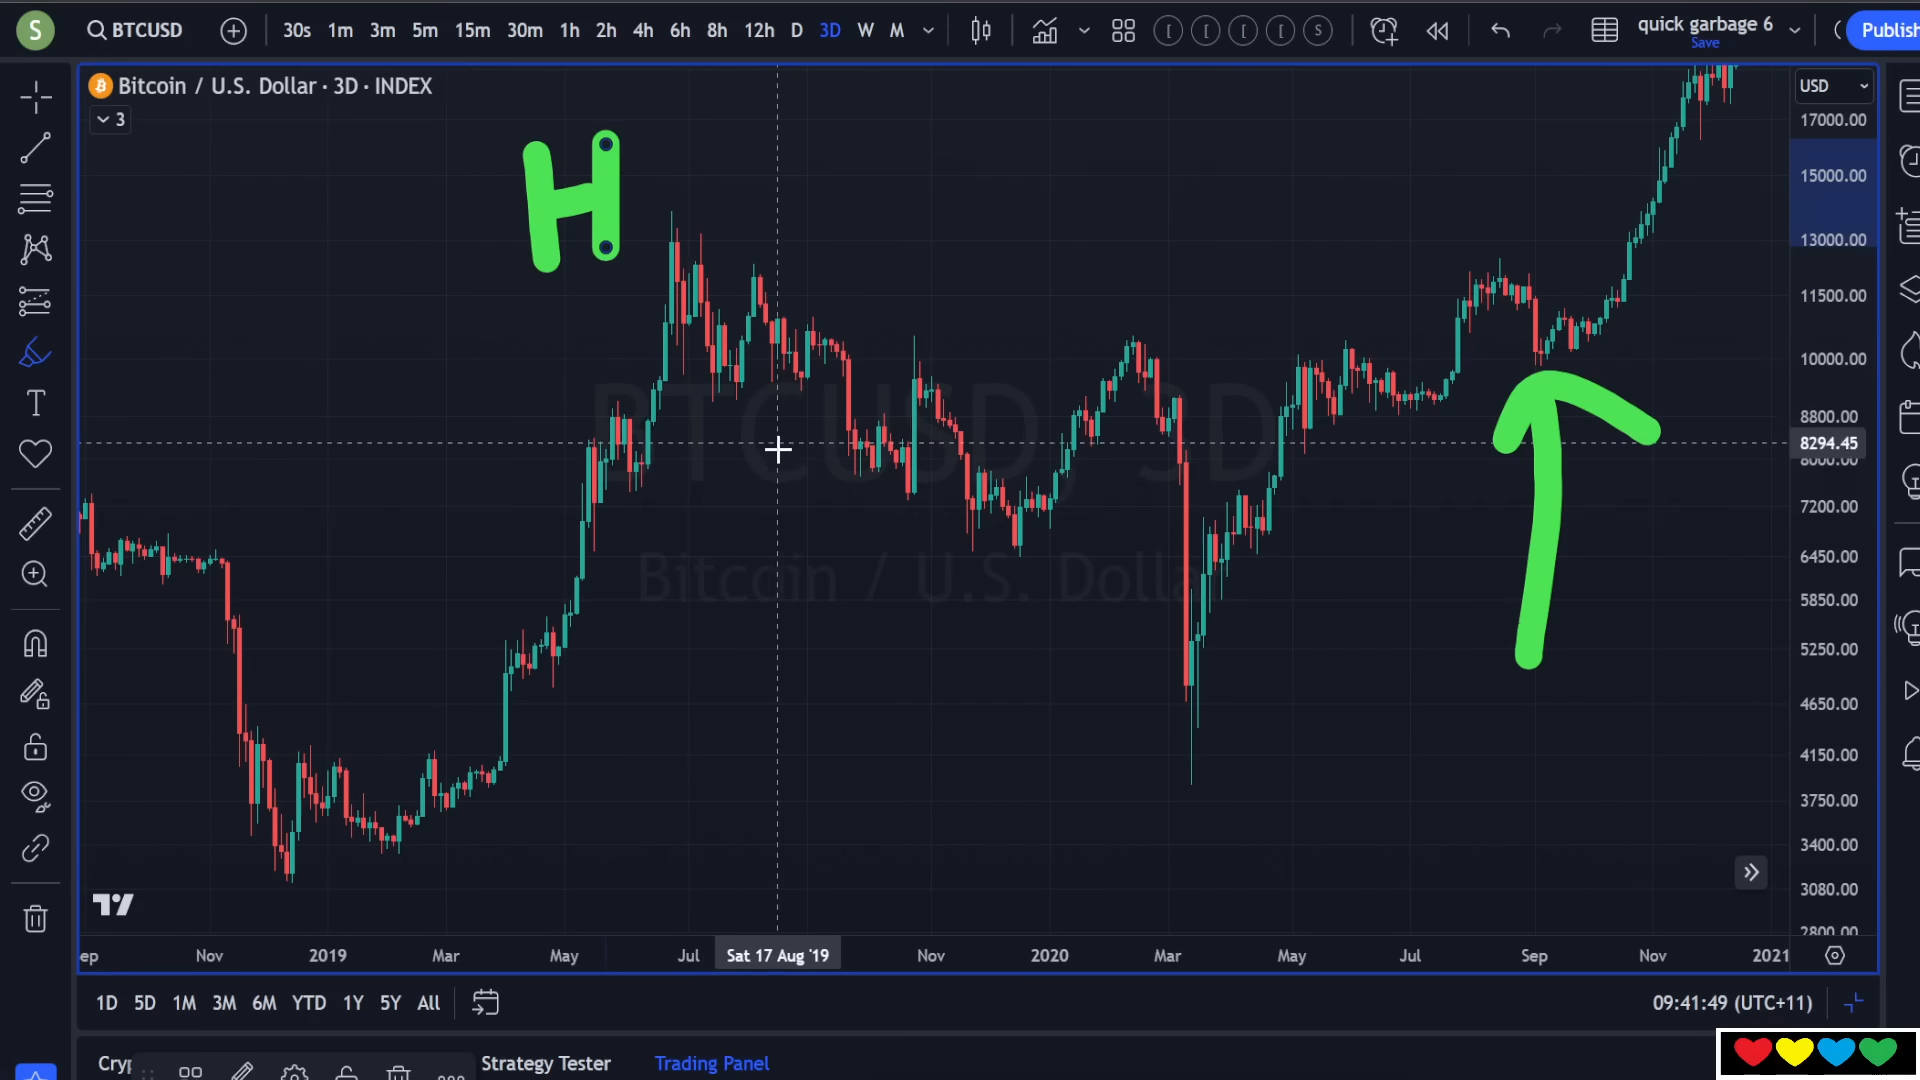 S BTCUSD 30s 1m 3m 5m 15m 30m 1h 2h 4h 6h 8h 12h D 3D W M [ [ [ [ S quick garbage 6 Publish
Save
Bitcoin / U.S. Dollar · 3D · INDEX USD
3
H
17000.00
15000.00
13000.00
11500.00
10000.00
BTCUSD, 3D
8800.00
8294.45
8000.00
7200.00
6450.00
Bitcoin / U.S. Dolla
5850.00
5250.00
4650.00
4150.00
3750.00
3400.00
3080.00
2800.00
ep Nov 2019 Mar May Jul Sat 17 Aug '19 Nov 2020 Mar May Jul Sep Nov 2021
1D 5D 1M 3M 6M YTD 1Y 5Y All 09:41:49 (UTC+11)
Cryp Strategy Tester Trading Panel